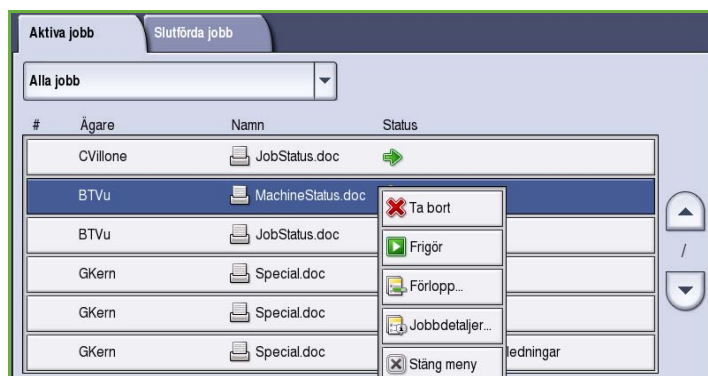 Aktiva jobb Slutförda jobb
Alla jobb
# Ägare Namn Status
CVillone JobStatus.doc
BTVu MachineStatus.doc
Ta bort
BTVu JobStatus.doc
Frigör
/
GKern Special.doc
Förlopp...
GKern Special.doc
Jobbdetaljer...
GKern Special.doc ledningar
Stäng meny